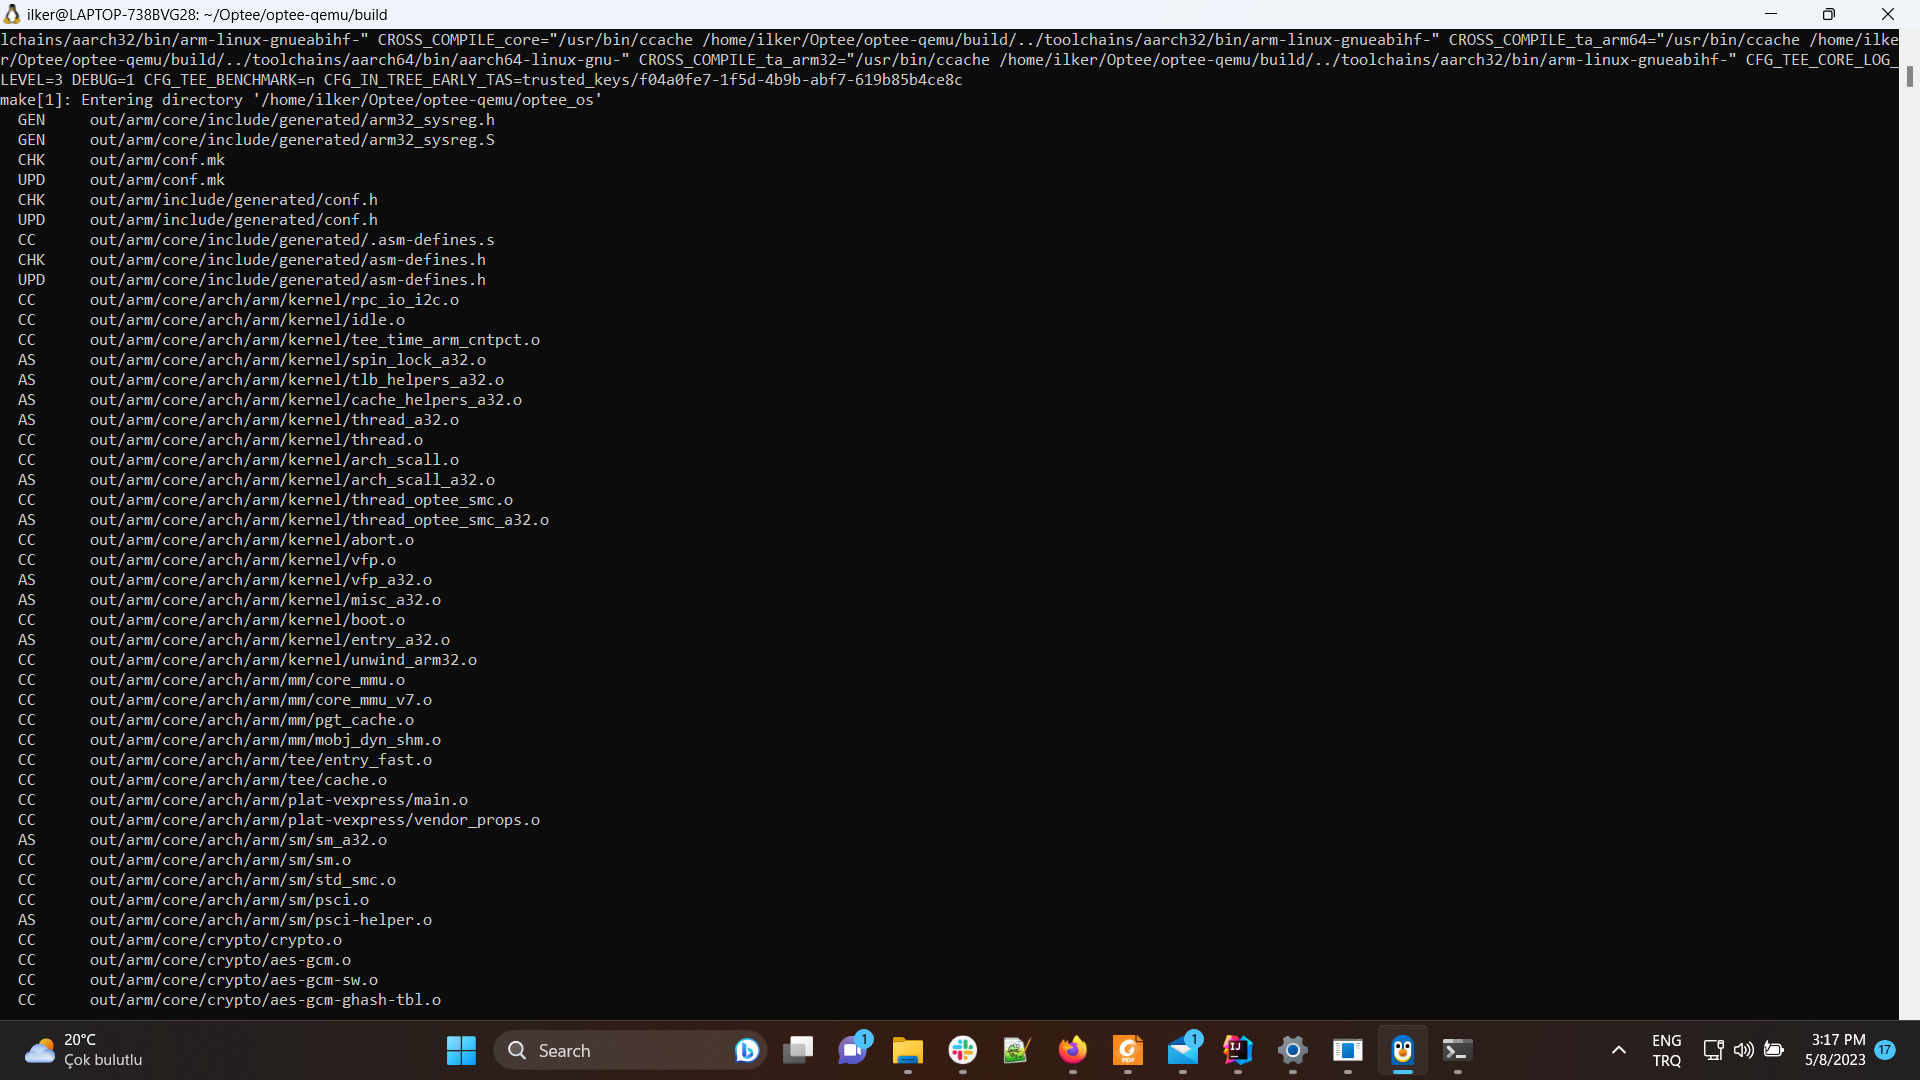 ilker@LAPTOP-738BVG28: ~/Optee/optee-qemu/build
lchains/aarch32/bin/arm-linux-gnueabihf-" CROSS_COMPILE_core="/usr/bin/ccache /home/ilker/Optee/optee-qemu/build/../toolchains/aarch32/bin/arm-linux-gnueabihf-" CROSS_COMPILE_ta_arm64="/usr/bin/ccache /home/ilke
r/Optee/optee-qemu/build/../toolchains/aarch64/bin/aarch64-linux-gnu-" CROSS_COMPILE_ta_arm32="/usr/bin/ccache /home/ilker/Optee/optee-qemu/build/../toolchains/aarch32/bin/arm-linux-gnueabihf-" CFG_TEE_CORE_LOG_
LEVEL=3 DEBUG=1 CFG_TEE_BENCHMARK=n CFG_IN_TREE_EARLY_TAS=trusted_keys/f04a0fe7-1f5d-4b9b-abf7-619b85b4ce8c
make[1]: Entering directory '/home/ilker/Optee/optee-qemu/optee_os'
GEN out/arm/core/include/generated/arm32_sysreg.h
GEN out/arm/core/include/generated/arm32_sysreg.S
CHK out/arm/conf.mk
UPD out/arm/conf.mk
CHK out/arm/include/generated/conf.h
UPD out/arm/include/generated/conf.h
CC out/arm/core/include/generated/.asm-defines.s
CHK out/arm/core/include/generated/asm-defines.h
UPD out/arm/core/include/generated/asm-defines.h
CC out/arm/core/arch/arm/kernel/rpc_io_i2c.o
CC out/arm/core/arch/arm/kernel/idle.o
CC out/arm/core/arch/arm/kernel/tee_time_arm_cntpct.o
AS out/arm/core/arch/arm/kernel/spin_lock_a32.o
AS out/arm/core/arch/arm/kernel/tlb_helpers_a32.o
AS out/arm/core/arch/arm/kernel/cache_helpers_a32.o
AS out/arm/core/arch/arm/kernel/thread_a32.o
CC out/arm/core/arch/arm/kernel/thread.o
CC out/arm/core/arch/arm/kernel/arch_scall.o
AS out/arm/core/arch/arm/kernel/arch_scall_a32.o
CC out/arm/core/arch/arm/kernel/thread_optee_smc.o
AS out/arm/core/arch/arm/kernel/thread_optee_smc_a32.o
CC out/arm/core/arch/arm/kernel/abort.o
CC out/arm/core/arch/arm/kernel/vfp.o
AS out/arm/core/arch/arm/kernel/vfp_a32.o
AS out/arm/core/arch/arm/kernel/misc_a32.o
CC out/arm/core/arch/arm/kernel/boot.o
AS out/arm/core/arch/arm/kernel/entry_a32.o
CC out/arm/core/arch/arm/kernel/unwind_arm32.o
CC out/arm/core/arch/arm/mm/core_mmu.o
CC out/arm/core/arch/arm/mm/core_mmu_v7.o
CC out/arm/core/arch/arm/mm/pgt_cache.o
CC out/arm/core/arch/arm/mm/mobj_dyn_shm.o
CC out/arm/core/arch/arm/tee/entry_fast.o
CC out/arm/core/arch/arm/tee/cache.o
CC out/arm/core/arch/arm/plat-vexpress/main.o
CC out/arm/core/arch/arm/plat-vexpress/vendor_props.o
AS out/arm/core/arch/arm/sm/sm_a32.o
CC out/arm/core/arch/arm/sm/sm.o
CC out/arm/core/arch/arm/sm/std_smc.o
CC out/arm/core/arch/arm/sm/psci.o
AS out/arm/core/arch/arm/sm/psci-helper.o
CC out/arm/core/crypto/crypto.o
CC out/arm/core/crypto/aes-gcm.o
CC out/arm/core/crypto/aes-gcm-sw.o
CC out/arm/core/crypto/aes-gcm-ghash-tbl.o
20°C
Çok bulutlu
Search
1
PDF
1
IJ
ENG
TRQ
3:17 PM
5/8/2023
17